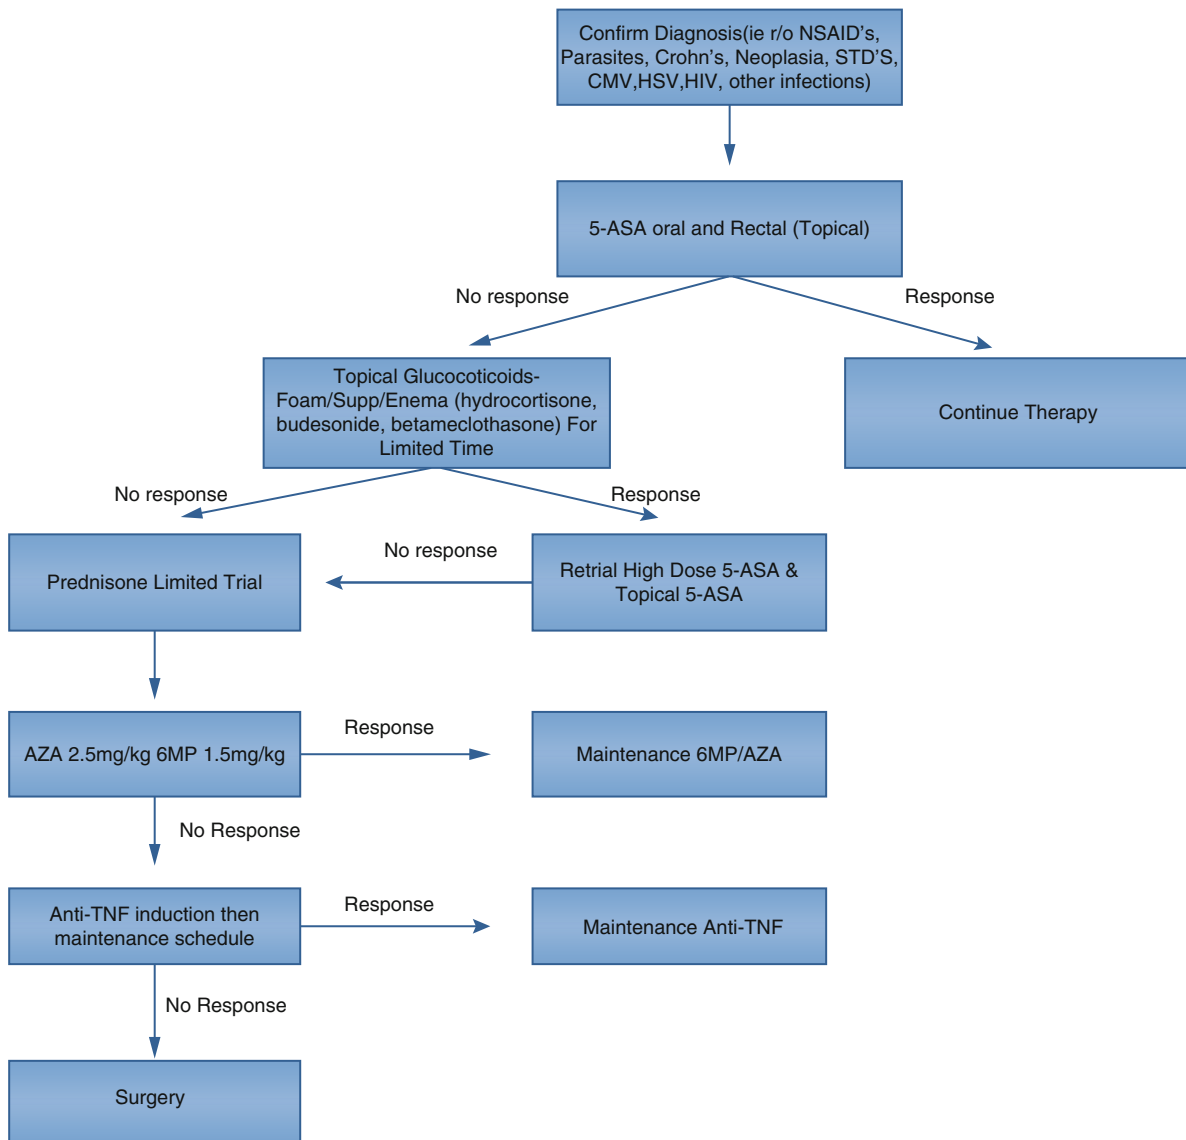 Confirm Diagnosis(ie r/o NSAID's,
Parasites, Crohn's, Neoplasia, STD'S,
CMV,HSV,HIV, other infections)
5-ASA oral and Rectal (Topical)
No response
Response
Topical Glucocoticoids-
Foam/Supp/Enema (hydrocortisone,
budesonide, betameclothasone) For
Limited Time
Continue Therapy
No response
Response
Prednisone Limited Trial
No response
Retrial High Dose 5-ASA &
Topical 5-ASA
AZA 2.5mg/kg 6MP 1.5mg/kg
Response
Maintenance 6MP/AZA
No Response
Anti-TNF induction then
maintenance schedule
Response
Maintenance Anti-TNF
No Response
Surgery